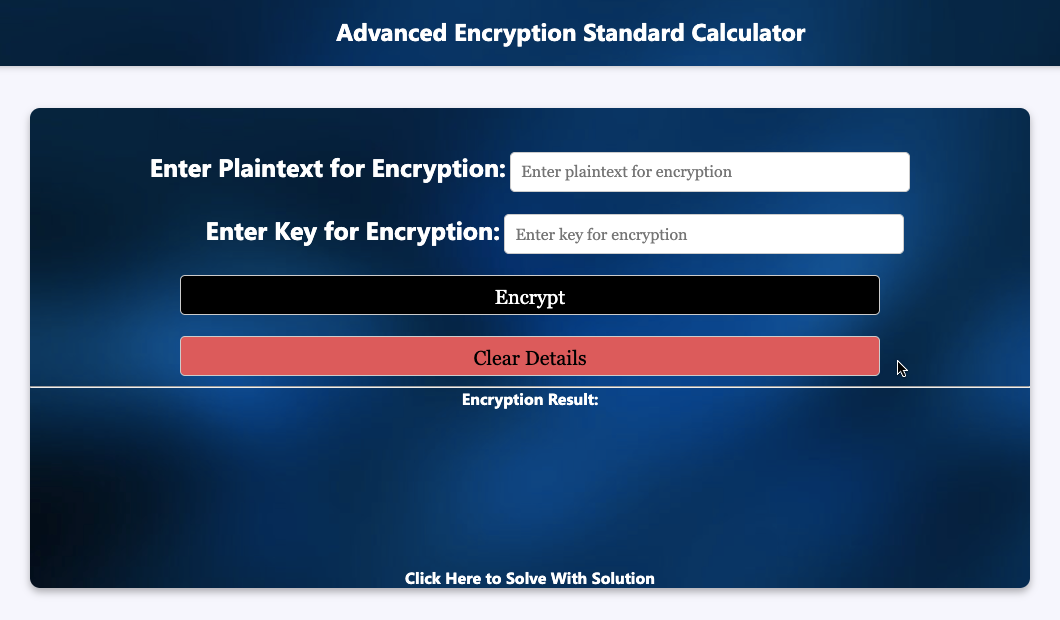 Advanced Encryption Standard Calculator
Enter Plaintext for Encryption: Enter plaintext for encryption
Enter Key for Encryption: Enter key for encryption
Encrypt
Clear Details
Encryption Result:
Click Here to Solve With Solution